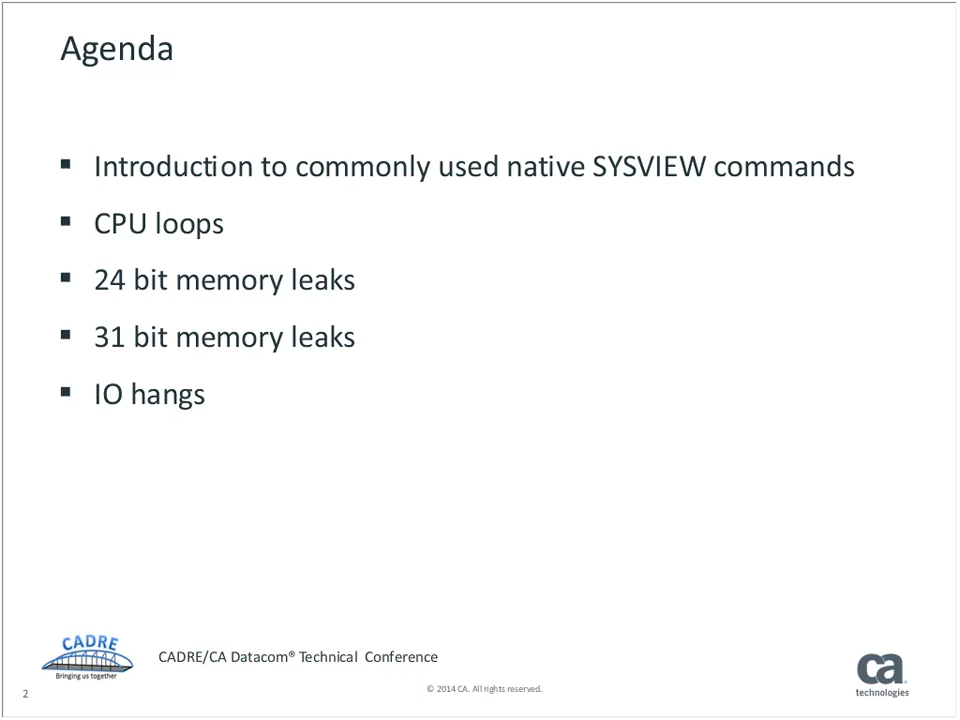 Agenda
▪ Introduction to commonly used native SYSVIEW commands
▪ CPU loops
▪ 24 bit memory leaks
▪ 31 bit memory leaks
▪ IO hangs
CADRE
Bringing us together
CADRE/CA Datacom® Technical Conference
ca
technologies
2
© 2014 CA. All rights reserved.